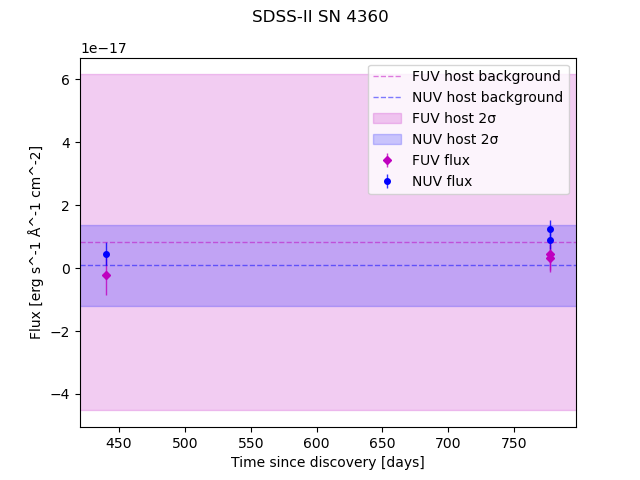 SDSS-II SN 4360
1e−17
FUV host background
NUV host background
FUV host 2σ
NUV host 2σ
FUV flux
NUV flux
6
4
2
0
−2
−4
Flux [erg s^-1 Å^-1 cm^-2]
450 500 550 600 650 700 750
Time since discovery [days]